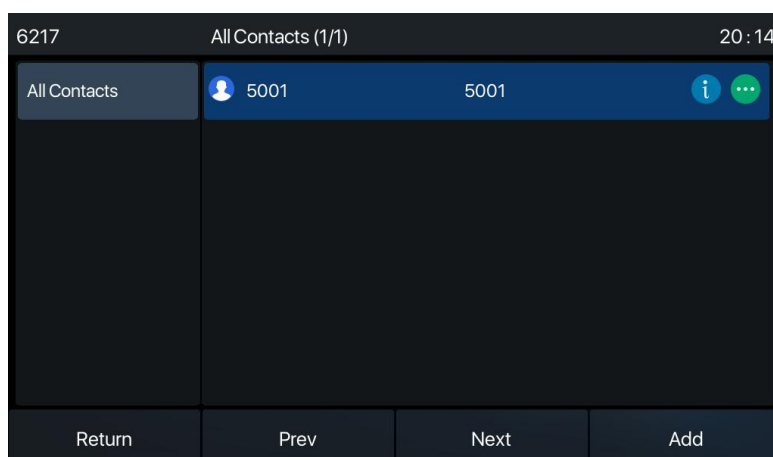 6217 All Contacts (1/1) 20:14
All Contacts 5001 5001 i
Return Prev Next Add